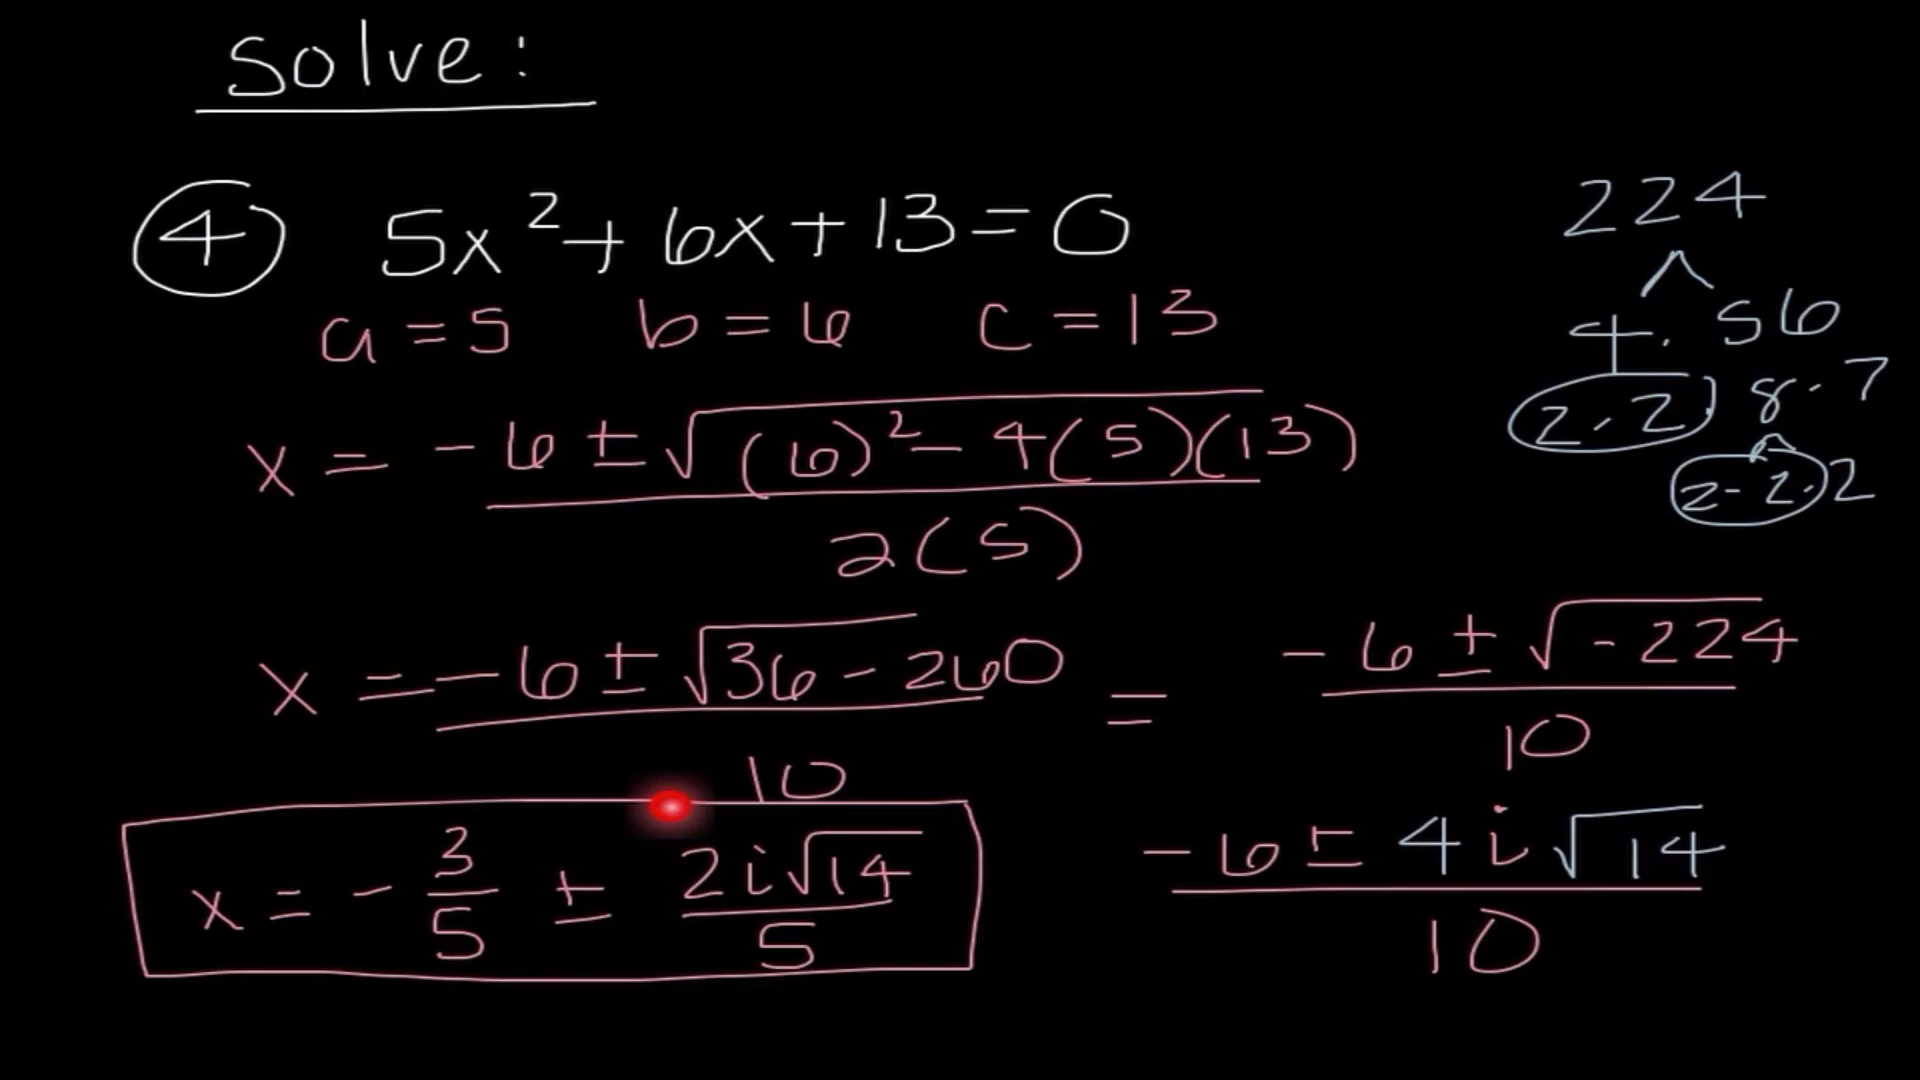 Solve:
④ 5x² + 6x + 13 = 0
a = 5 b = 6 c = 13
x = -6 ± √(6)² - 4(5)(13)
2(5)
x = -6 ± √36 - 260
10
= -6 ± √-224
10
-6 ± 4i√14
10
x = - 3/5 ± 2i√14/5
224
4 . 56
2 . 2 8 . 7
2 - 2 . 2